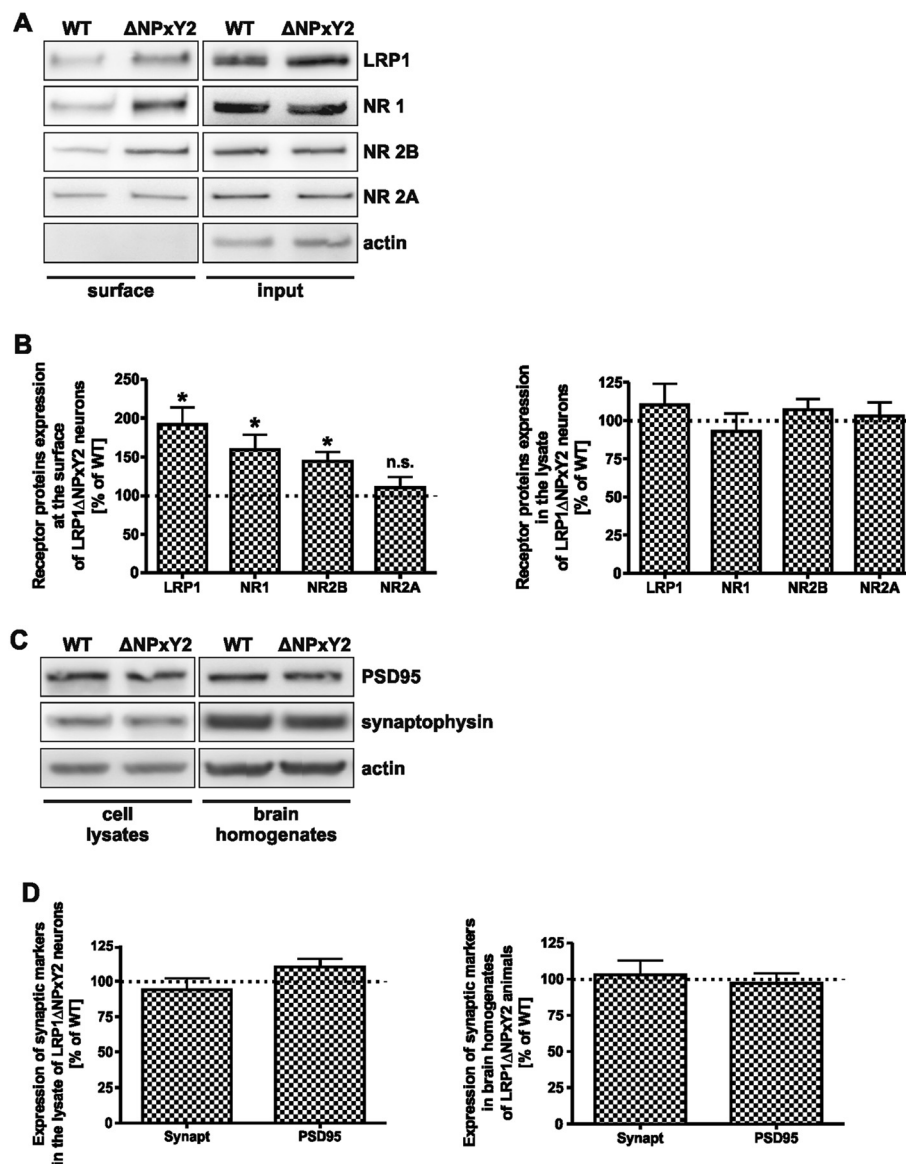 A
WT ΔNPxY2 WT ΔNPxY2
LRP1
NR 1
NR 2B
NR 2A
actin
surface input
B
Receptor proteins expression
at the surface
of LRP1ΔNPxY2 neurons
[% of WT]
250
200
150
100
50
0
* * * n.s.
LRP1 NR1 NR2B NR2A
Receptor proteins expression
in the lysate
of LRP1ΔNPxY2 neurons
[% of WT]
125
100
75
50
25
0
LRP1 NR1 NR2B NR2A
C
WT ΔNPxY2 WT ΔNPxY2
PSD95
synaptophysin
actin
cell brain
lysates homogenates
D
Expression of synaptic markers
in the lysate of LRP1ΔNPxY2 neurons
[% of WT]
125
100
75
50
25
0
Synapt PSD95
Expression of synaptic markers
in brain homogenates
of LRP1ΔNPxY2 animals
[% of WT]
125
100
75
50
25
0
Synapt PSD95